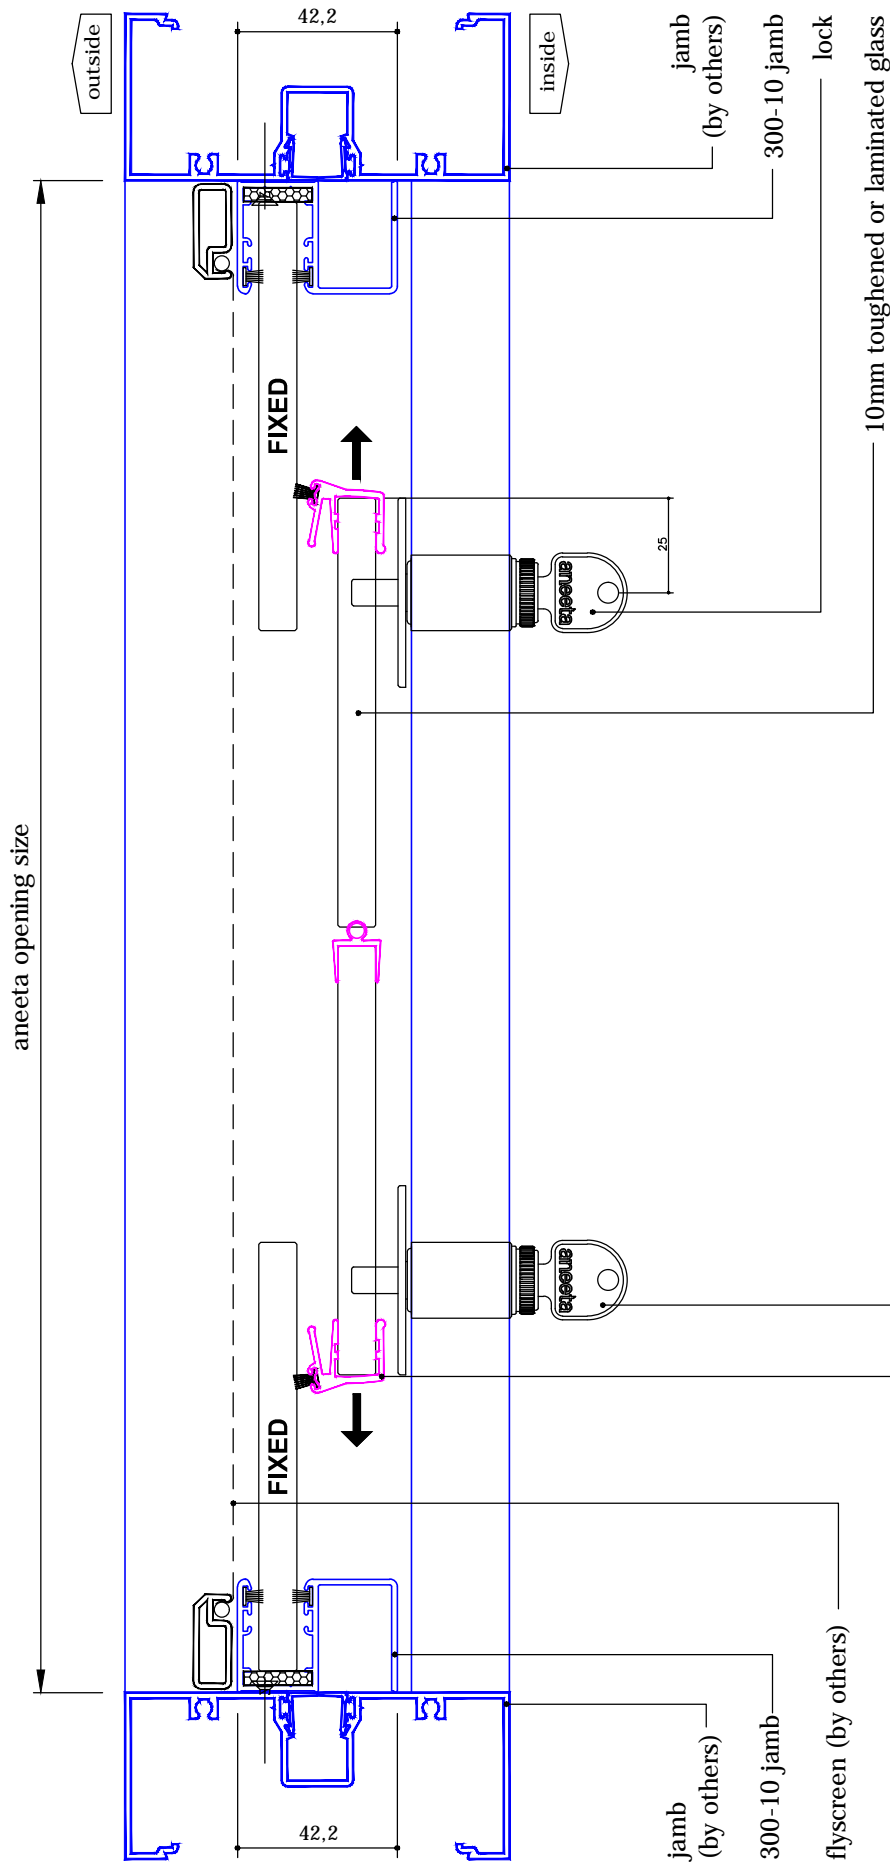 42,2
outside
inside
jamb
(by others)
300-10 jamb
lock
10mm toughened or laminated glass
aneeta opening size
FIXED
25
aneeta
aneeta
FIXED
42,2
jamb
(by others)
300-10 jamb
flyscreen (by others)